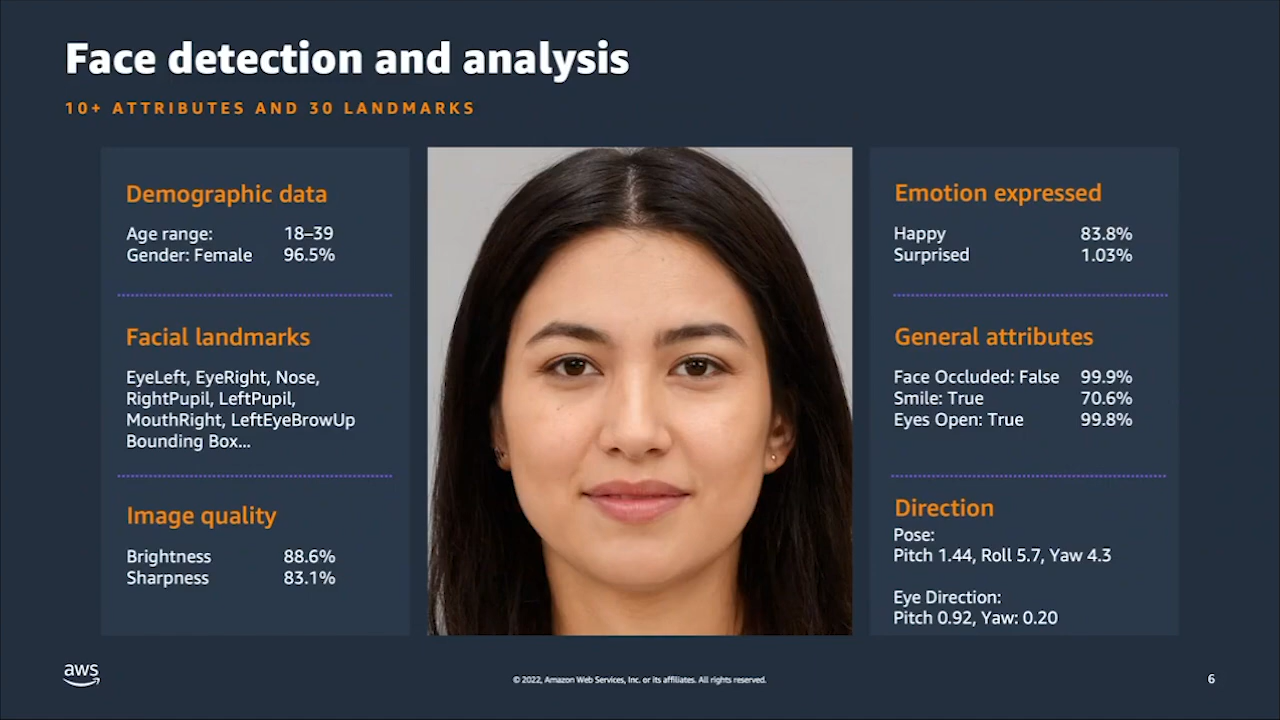 Face detection and analysis
10+ ATTRIBUTES AND 30 LANDMARKS
Demographic data
Age range: 18–39
Gender: Female 96.5%
Facial landmarks
EyeLeft, EyeRight, Nose,
RightPupil, LeftPupil,
MouthRight, LeftEyeBrowUp
Bounding Box...
Image quality
Brightness 88.6%
Sharpness 83.1%
Emotion expressed
Happy 83.8%
Surprised 1.03%
General attributes
Face Occluded: False 99.9%
Smile: True 70.6%
Eyes Open: True 99.8%
Direction
Pose:
Pitch 1.44, Roll 5.7, Yaw 4.3
Eye Direction:
Pitch 0.92, Yaw: 0.20
aws
© 2022, Amazon Web Services, Inc. or its affiliates. All rights reserved.
6